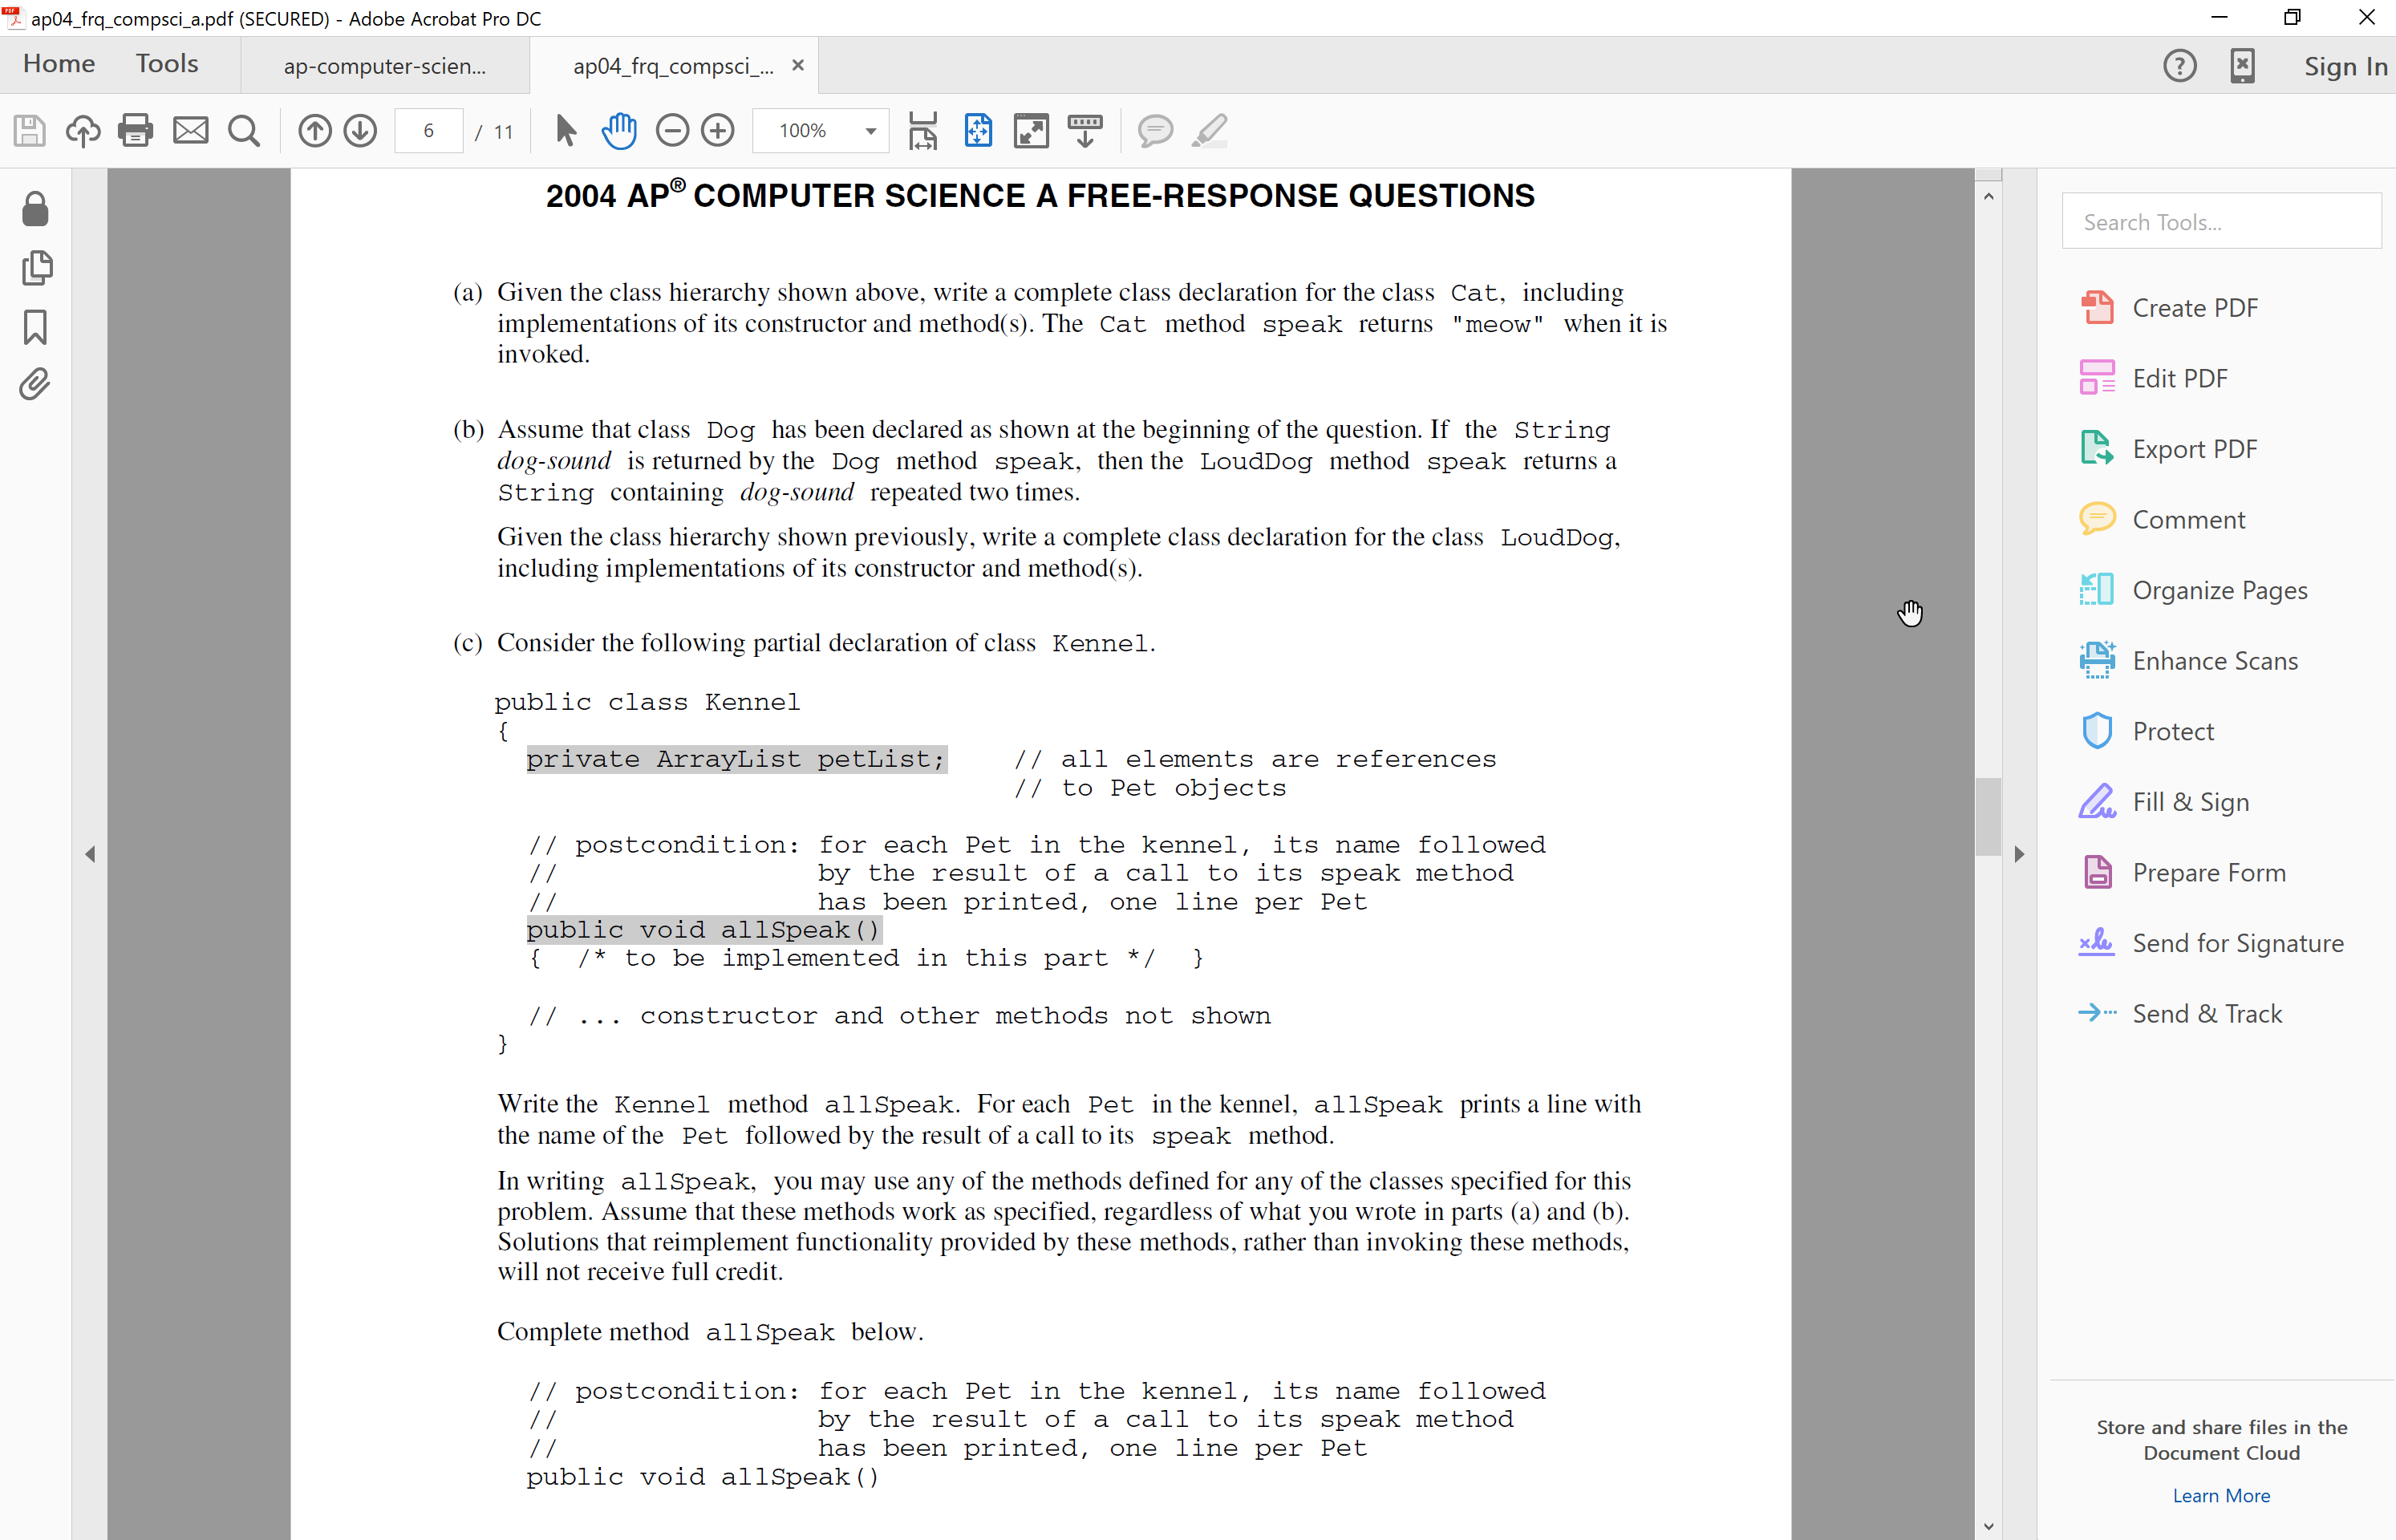 ap04_frq_compsci_a.pdf (SECURED) - Adobe Acrobat Pro DC
Home Tools ap-computer-scien... ap04_frq_compsci_... × Sign In
6 / 11 100%
2004 AP® COMPUTER SCIENCE A FREE-RESPONSE QUESTIONS
(a) Given the class hierarchy shown above, write a complete class declaration for the class Cat, including
implementations of its constructor and method(s). The Cat method speak returns "meow" when it is
invoked.
(b) Assume that class Dog has been declared as shown at the beginning of the question. If the String
dog-sound is returned by the Dog method speak, then the LoudDog method speak returns a
String containing dog-sound repeated two times.
Given the class hierarchy shown previously, write a complete class declaration for the class LoudDog,
including implementations of its constructor and method(s).
(c) Consider the following partial declaration of class Kennel.
public class Kennel
{
private ArrayList petList; // all elements are references
// to Pet objects
// postcondition: for each Pet in the kennel, its name followed
// by the result of a call to its speak method
// has been printed, one line per Pet
public void allSpeak()
{ /* to be implemented in this part */ }
// ... constructor and other methods not shown
}
Write the Kennel method allSpeak. For each Pet in the kennel, allSpeak prints a line with
the name of the Pet followed by the result of a call to its speak method.
In writing allSpeak, you may use any of the methods defined for any of the classes specified for this
problem. Assume that these methods work as specified, regardless of what you wrote in parts (a) and (b).
Solutions that reimplement functionality provided by these methods, rather than invoking these methods,
will not receive full credit.
Complete method allSpeak below.
// postcondition: for each Pet in the kennel, its name followed
// by the result of a call to its speak method
// has been printed, one line per Pet
public void allSpeak()
Search Tools...
Create PDF
Edit PDF
Export PDF
Comment
Organize Pages
Enhance Scans
Protect
Fill & Sign
Prepare Form
Send for Signature
Send & Track
Store and share files in the
Document Cloud
Learn More